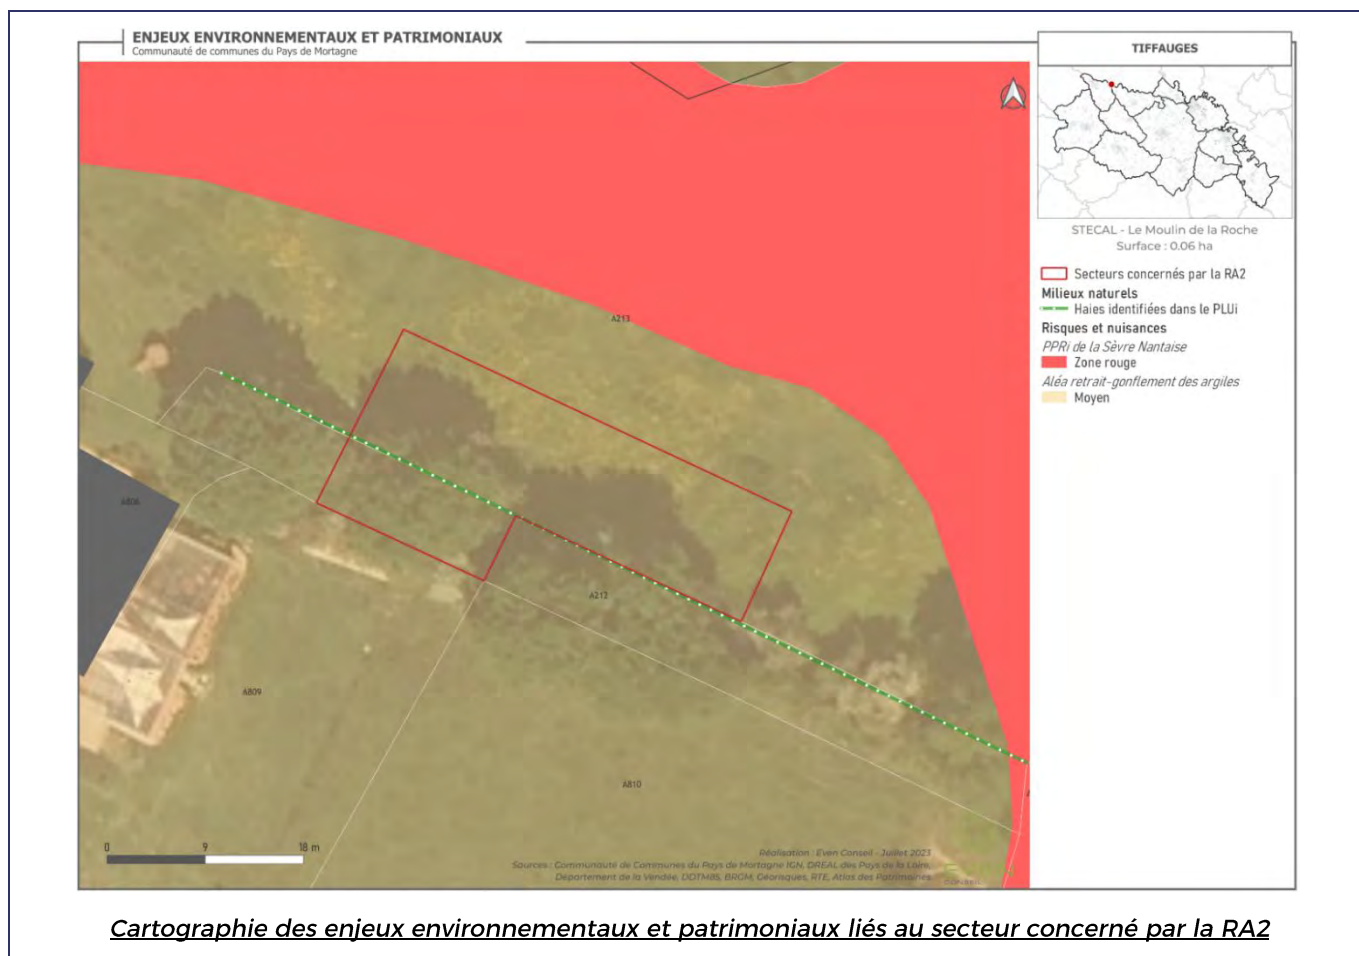 ENJEUX ENVIRONNEMENTAUX ET PATRIMONIAUX
Communauté de communes du Pays de Mortagne
TIFFAUGES
STECAL - Le Moulin de la Roche
Surface : 0.06 ha
Secteurs concernés par la RA2
Milieux naturels
Haies identifiées dans le PLUi
Risques et nuisances
PPRi de la Sèvre Nantaise
Zone rouge
Aléa retrait-gonflement des argiles
Moyen
A213
A806
A212
A809
A810
0 9 18 m
Réalisation : Even Conseil - Juillet 2023
Sources : Communauté de Communes du Pays de Mortagne IGN, DREAL des Pays de la Loire,
Département de la Vendée, DDTM85, BRGM, Géorisques, RTE, Atlas des Patrimoines
CONSEIL
Cartographie des enjeux environnementaux et patrimoniaux liés au secteur concerné par la RA2